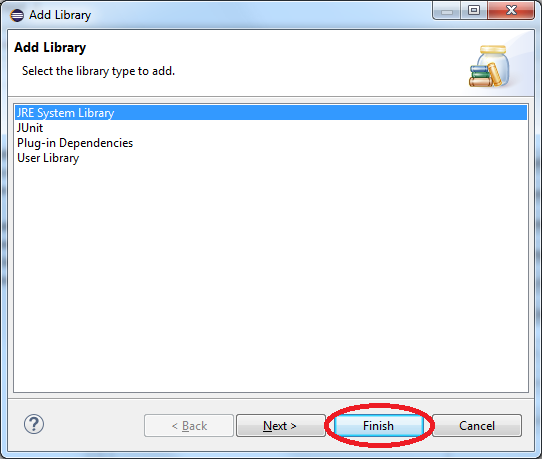 Add Library
Add Library
Select the library type to add.
JRE System Library
JUnit
Plug-in Dependencies
User Library
?
< Back
Next >
Finish
Cancel